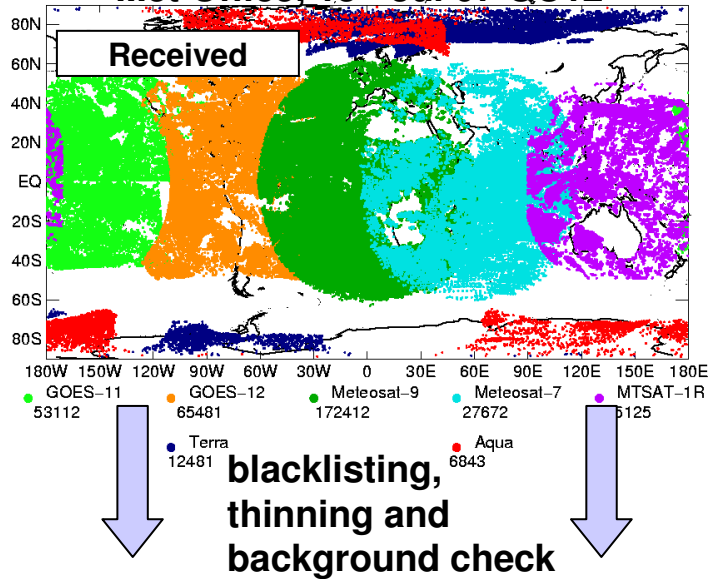 Received
80N
60N
40N
20N
EQ
20S
40S
60S
80S
180W 150W 120W 90W 60W 30W 0 30E 60E 90E 120E 150E 180E
GOES-11 GOES-12 Meteosat-9 Meteosat-7 MTSAT-1R
53112 65481 172412 27672 5125
Terra Aqua
12481 6843
blacklisting,
thinning and
background check